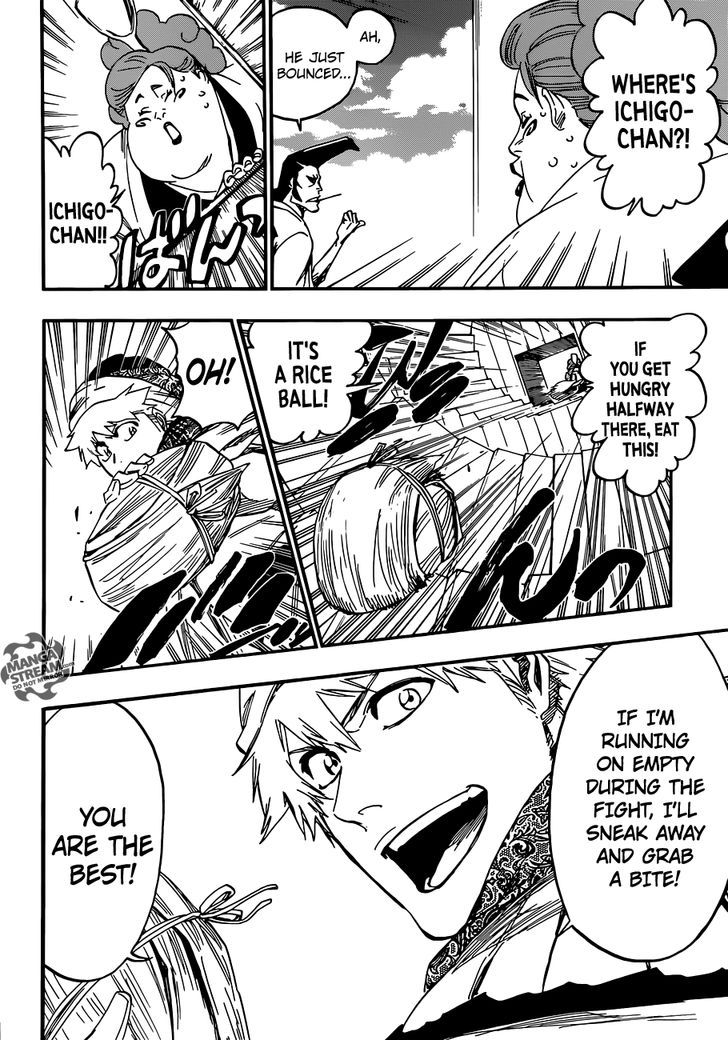 WHERE'S
ICHIGO-
CHAN?!
AH,
HE JUST
BOUNCED...
ICHIGO-
CHAN!!
ばんっ
IF
YOU GET
HUNGRY
HALFWAY
THERE, EAT
THIS!
IT'S
A RICE
BALL!
OH!
IF I'M
RUNNING
ON EMPTY
DURING THE
FIGHT, I'LL
SNEAK AWAY
AND GRAB
A BITE!
YOU
ARE THE
BEST!
MANGA
STREAM
DO NOT MIRROR